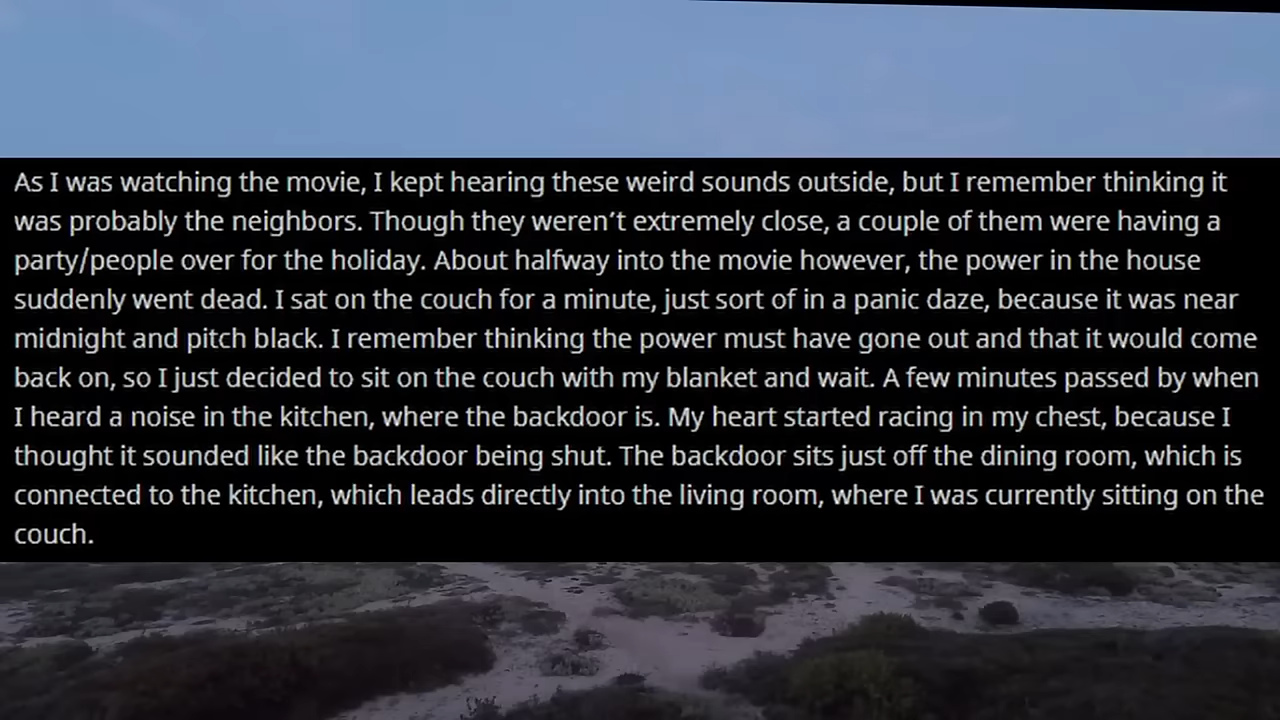 As I was watching the movie, I kept hearing these weird sounds outside, but I remember thinking it
was probably the neighbors. Though they weren’t extremely close, a couple of them were having a
party/people over for the holiday. About halfway into the movie however, the power in the house
suddenly went dead. I sat on the couch for a minute, just sort of in a panic daze, because it was near
midnight and pitch black. I remember thinking the power must have gone out and that it would come
back on, so I just decided to sit on the couch with my blanket and wait. A few minutes passed by when
I heard a noise in the kitchen, where the backdoor is. My heart started racing in my chest, because I
thought it sounded like the backdoor being shut. The backdoor sits just off the dining room, which is
connected to the kitchen, which leads directly into the living room, where I was currently sitting on the
couch.